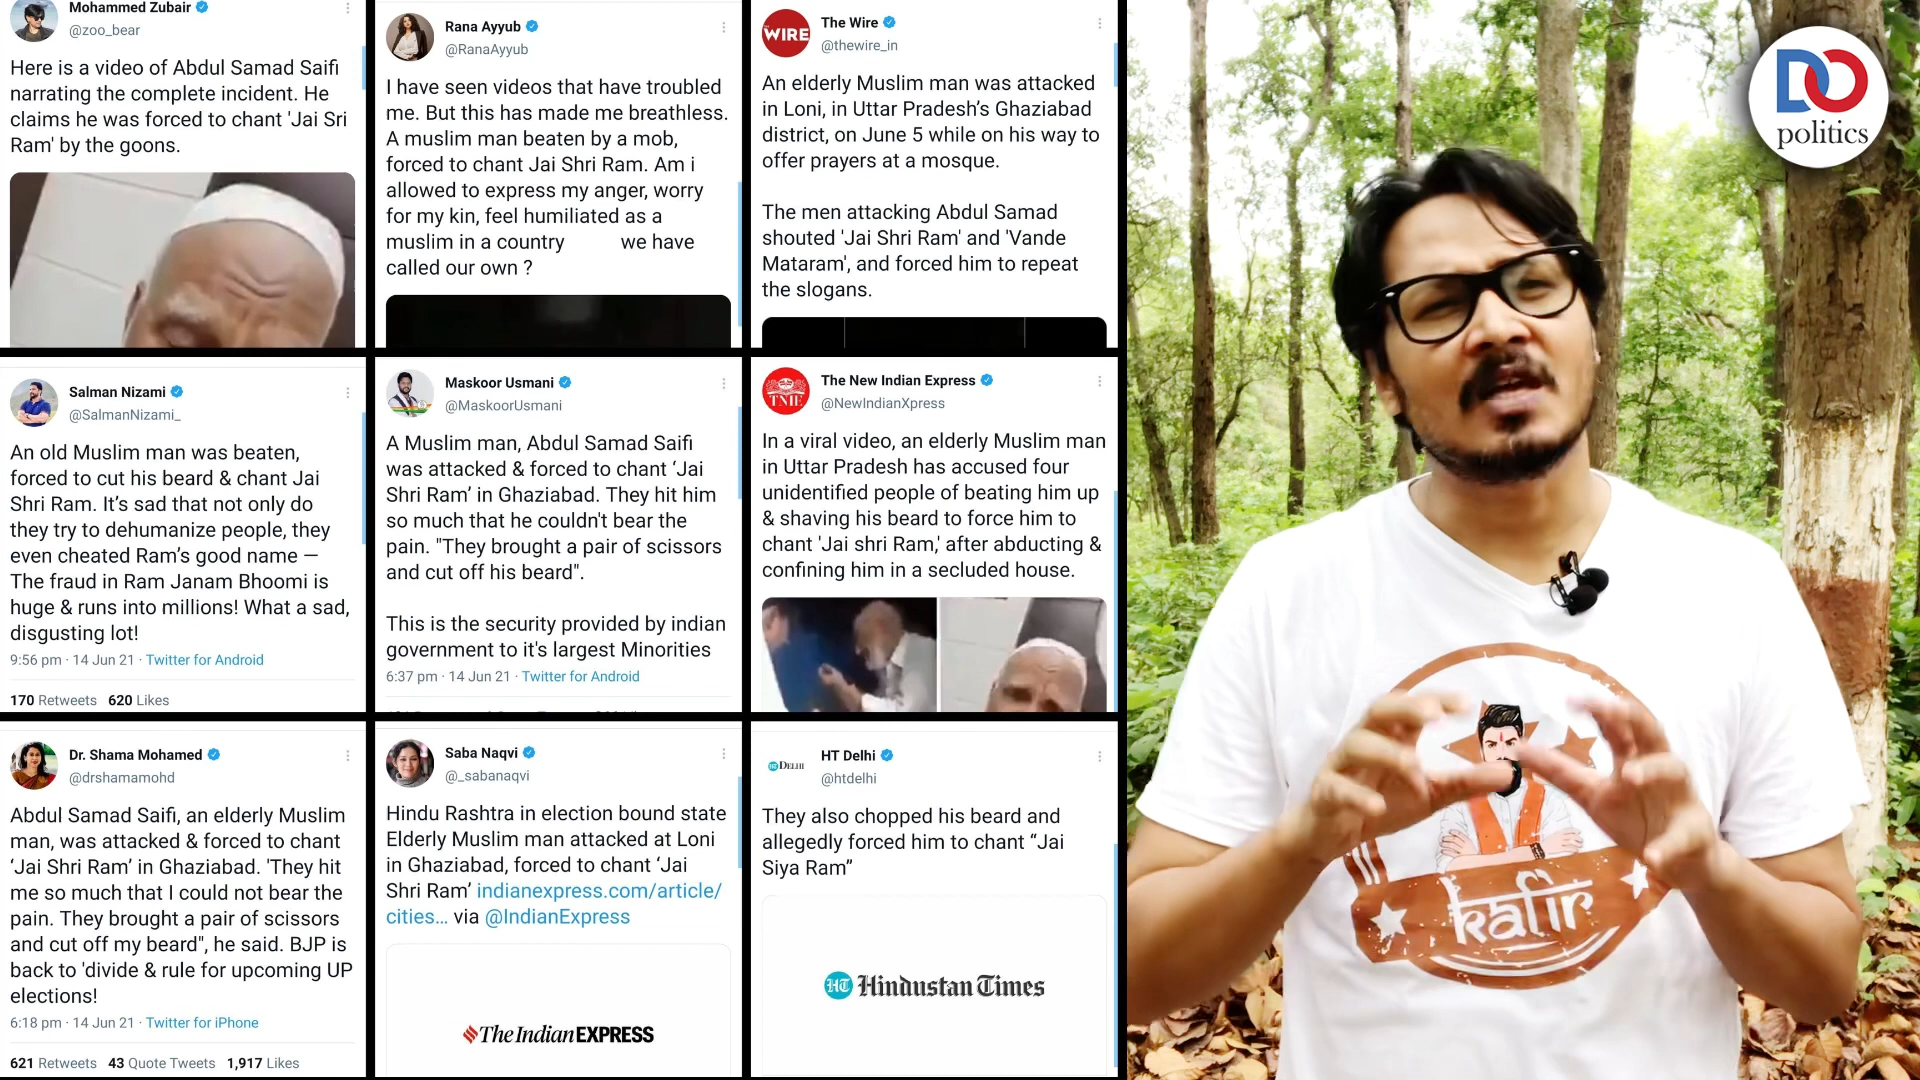 Mohammed Zubair
@zoo_bear
Here is a video of Abdul Samad Saifi
narrating the complete incident. He
claims he was forced to chant 'Jai Sri
Ram' by the goons.
Rana Ayyub
@RanaAyyub
I have seen videos that have troubled
me. But this has made me breathless.
A muslim man beaten by a mob,
forced to chant Jai Shri Ram. Am i
allowed to express my anger, worry
for my kin, feel humiliated as a
muslim in a country we have
called our own ?
WIRE
The Wire
@thewire_in
An elderly Muslim man was attacked
in Loni, in Uttar Pradesh’s Ghaziabad
district, on June 5 while on his way to
offer prayers at a mosque.
The men attacking Abdul Samad
shouted 'Jai Shri Ram' and 'Vande
Mataram', and forced him to repeat
the slogans.
Salman Nizami
@SalmanNizami_
An old Muslim man was beaten,
forced to cut his beard & chant Jai
Shri Ram. It’s sad that not only do
they try to dehumanize people, they
even cheated Ram’s good name —
The fraud in Ram Janam Bhoomi is
huge & runs into millions! What a sad,
disgusting lot!
9:56 pm · 14 Jun 21 · Twitter for Android
170 Retweets 620 Likes
Maskoor Usmani
@MaskoorUsmani
A Muslim man, Abdul Samad Saifi
was attacked & forced to chant ‘Jai
Shri Ram’ in Ghaziabad. They hit him
so much that he couldn't bear the
pain. "They brought a pair of scissors
and cut off his beard".
This is the security provided by indian
government to it's largest Minorities
6:37 pm · 14 Jun 21 · Twitter for Android
TNIE
The New Indian Express
@NewIndianXpress
In a viral video, an elderly Muslim man
in Uttar Pradesh has accused four
unidentified people of beating him up
& shaving his beard to force him to
chant 'Jai shri Ram,' after abducting &
confining him in a secluded house.
Dr. Shama Mohamed
@drshamamohd
Abdul Samad Saifi, an elderly Muslim
man, was attacked & forced to chant
‘Jai Shri Ram’ in Ghaziabad. 'They hit
me so much that I could not bear the
pain. They brought a pair of scissors
and cut off my beard", he said. BJP is
back to 'divide & rule for upcoming UP
elections!
6:18 pm · 14 Jun 21 · Twitter for iPhone
621 Retweets 43 Quote Tweets 1,917 Likes
Saba Naqvi
@_sabanaqvi
Hindu Rashtra in election bound state
Elderly Muslim man attacked at Loni
in Ghaziabad, forced to chant ‘Jai
Shri Ram’ indianexpress.com/article/
cities… via @IndianExpress
The Indian EXPRESS
HT DELHI
HT Delhi
@htdelhi
They also chopped his beard and
allegedly forced him to chant “Jai
Siya Ram”
HT Hindustan Times
DO
politics
kafir